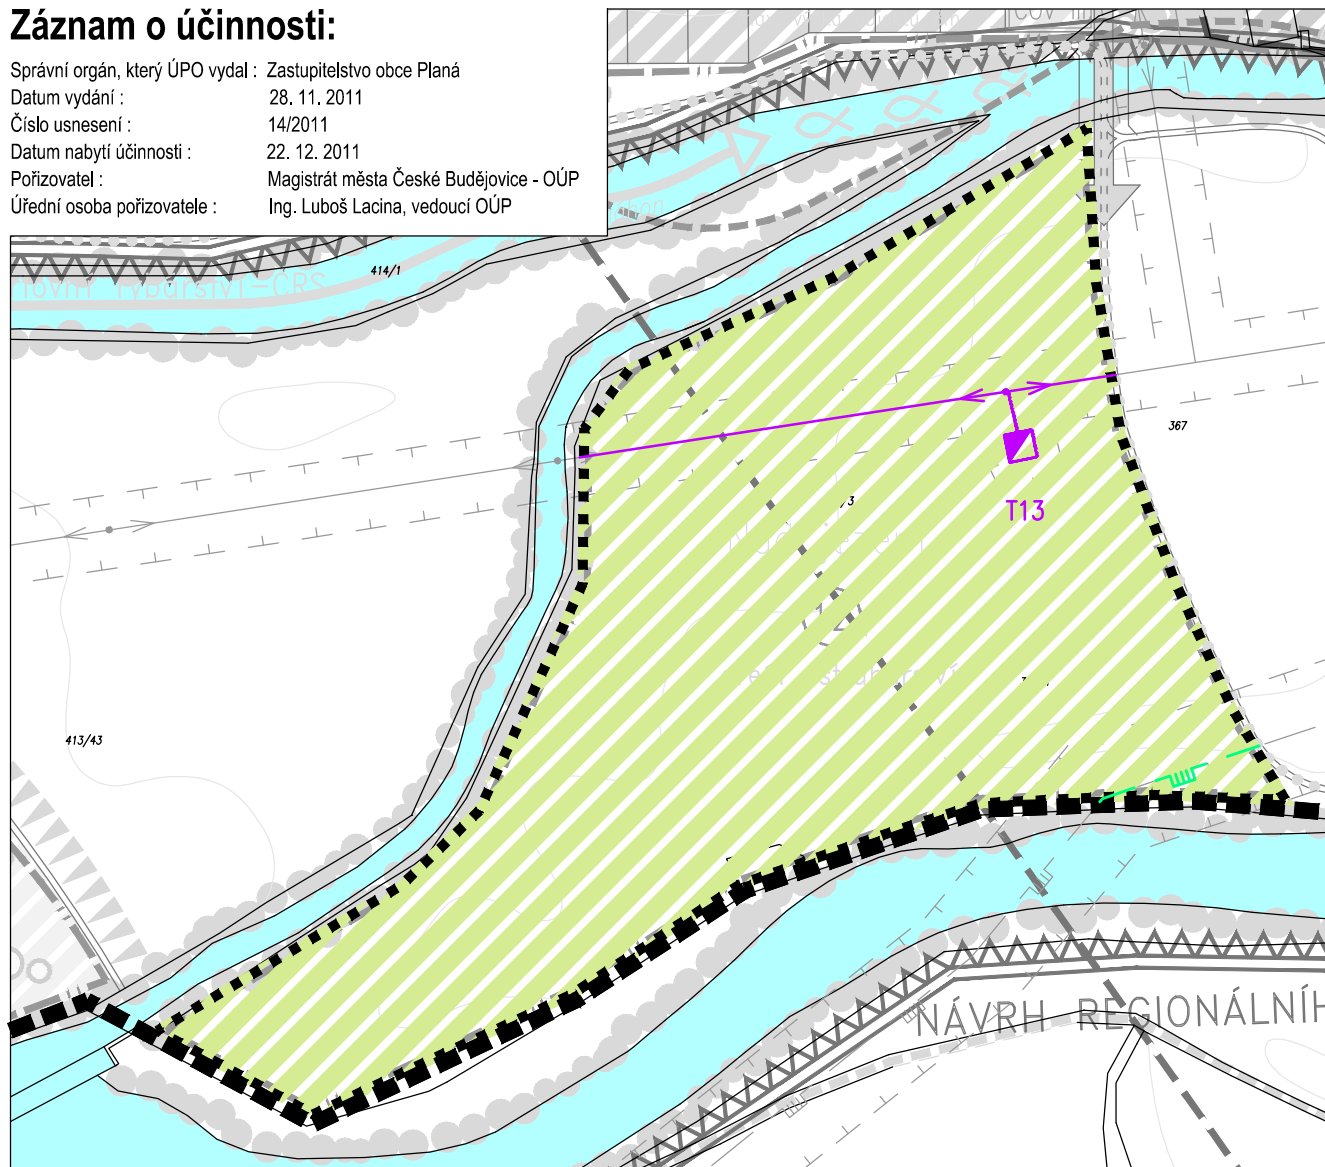 Záznam o účinnosti:
Správní orgán, který ÚPO vydal : Zastupitelstvo obce Planá
Datum vydání : 28. 11. 2011
Číslo usnesení : 14/2011
Datum nabytí účinnosti : 22. 12. 2011
Pořizovatel : Magistrát města České Budějovice - OÚP
Úřední osoba pořizovatele : Ing. Luboš Lacina, vedoucí OÚP
414/1
367
T13
413/43
NÁVRH REGIONÁLNÍH